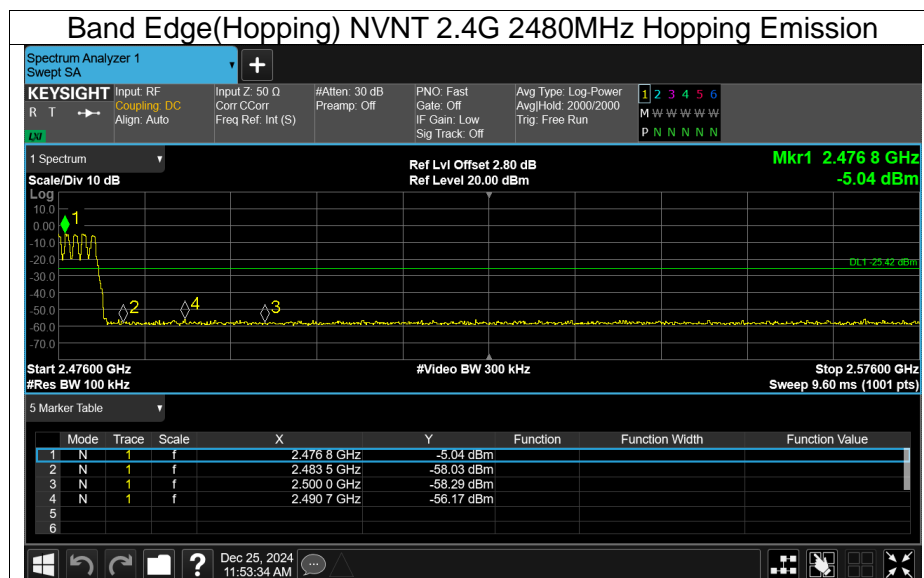 Band Edge(Hopping) NVNT 2.4G 2480MHz Hopping Emission
Spectrum Analyzer 1
Swept SA
+
KEYSIGHT
R T
LXI
Input: RF
Coupling: DC
Align: Auto
Input Z: 50 Ω
Corr CCorr
Freq Ref: Int (S)
#Atten: 30 dB
Preamp: Off
PNO: Fast
Gate: Off
IF Gain: Low
Sig Track: Off
Avg Type: Log-Power
Avg|Hold: 2000/2000
Trig: Free Run
1 2 3 4 5 6
M W W W W W
P N N N N N
1 Spectrum
Scale/Div 10 dB
Ref Lvl Offset 2.80 dB
Ref Level 20.00 dBm
Mkr1 2.476 8 GHz
-5.04 dBm
Log
10.0
0.00
-10.0
-20.0
-30.0
-40.0
-50.0
-60.0
-70.0
1
2
4
3
DL1 -25.42 dBm
Start 2.47600 GHz
#Res BW 100 kHz
#Video BW 300 kHz
Stop 2.57600 GHz
Sweep 9.60 ms (1001 pts)
5 Marker Table
Mode Trace Scale X Y Function Function Width Function Value
1 N 1 f 2.476 8 GHz -5.04 dBm
2 N 1 f 2.483 5 GHz -58.03 dBm
3 N 1 f 2.500 0 GHz -58.29 dBm
4 N 1 f 2.490 7 GHz -56.17 dBm
5
6
?
Dec 25, 2024
11:53:34 AM